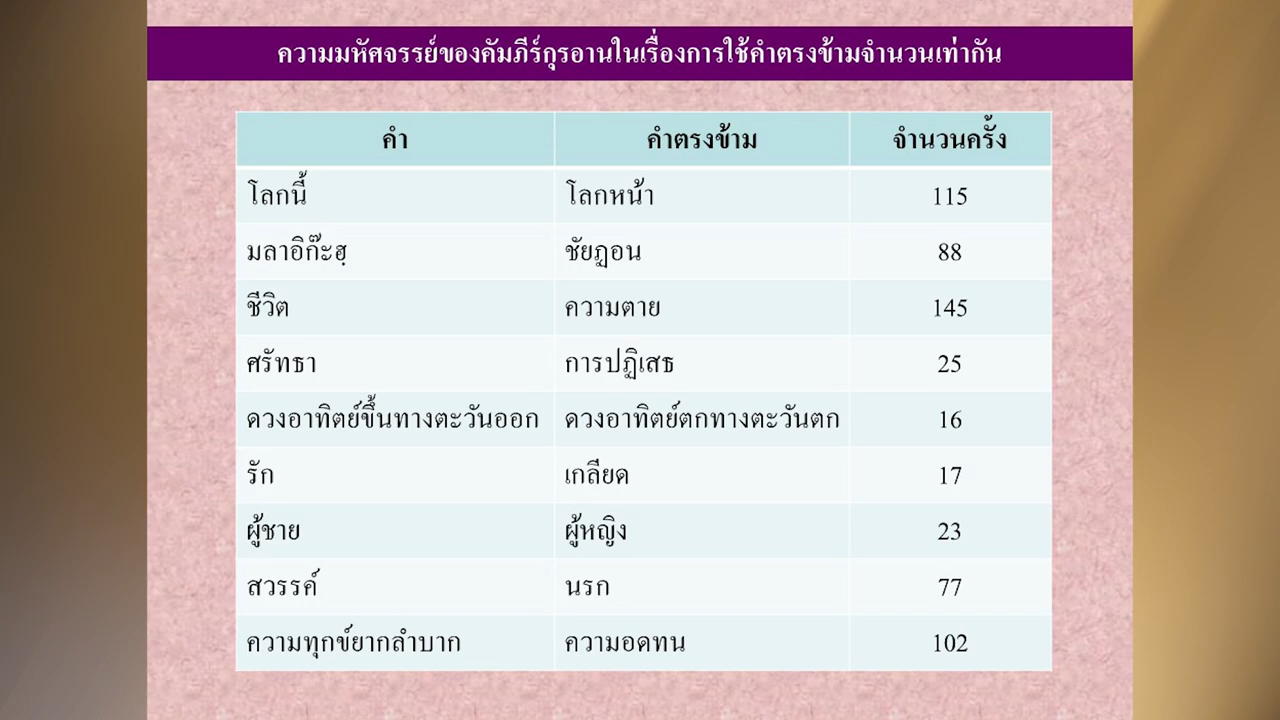 ความมหัศจรรย์ของคัมภีร์กุรอานในเรื่องการใช้คำตรงข้ามจำนวนเท่ากัน
คำ คำตรงข้าม จำนวนครั้ง
โลกนี้ โลกหน้า 115
มลาอิก๊ะฮฺ ชัยฏอน 88
ชีวิต ความตาย 145
ศรัทธา การปฏิเสธ 25
ดวงอาทิตย์ขึ้นทางตะวันออก ดวงอาทิตย์ตกทางตะวันตก 16
รัก เกลียด 17
ผู้ชาย ผู้หญิง 23
สวรรค์ นรก 77
ความทุกข์ยากลำบาก ความอดทน 102